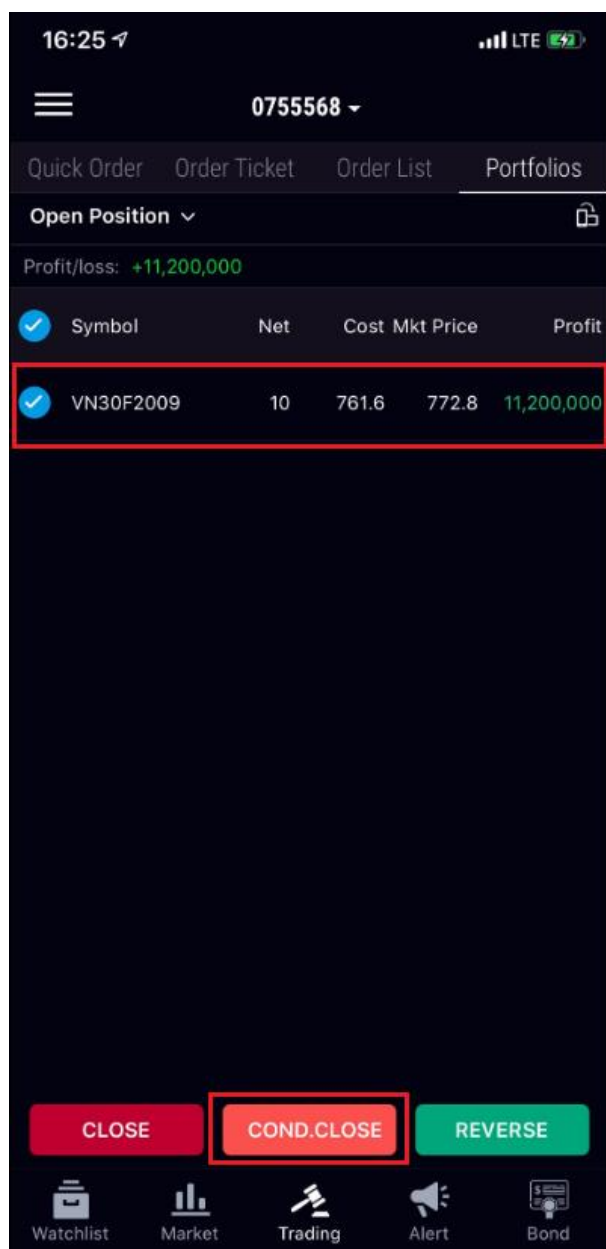 16:25 LTE
0755568
Quick Order Order Ticket Order List Portfolios
Open Position
Profit/loss: +11,200,000
Symbol Net Cost Mkt Price Profit
VN30F2009 10 761.6 772.8 11,200,000
CLOSE COND.CLOSE REVERSE
Watchlist Market Trading Alert Bond